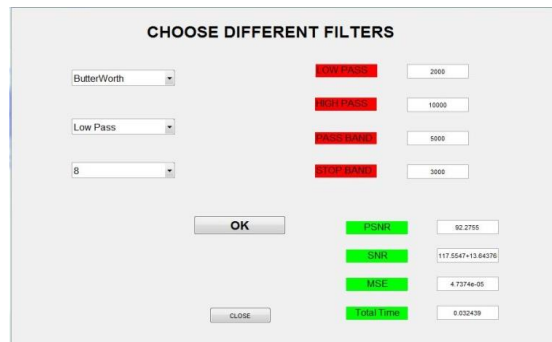 CHOOSE DIFFERENT FILTERS
ButterWorth
LOW PASS 2000
HIGH PASS 10000
Low Pass
PASS BAND 5000
8
STOP BAND 3000
OK
PSNR 92.2755
SNR 117.5547+13.64376
MSE 4.7374e-05
CLOSE
Total Time 0.032439